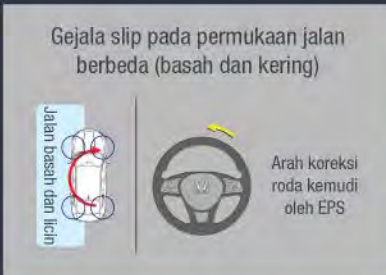 Gejala slip pada permukaan jalan
berbeda (basah dan kering)
Jalan basah dan licin
Arah koreksi
roda kemudi
oleh EPS